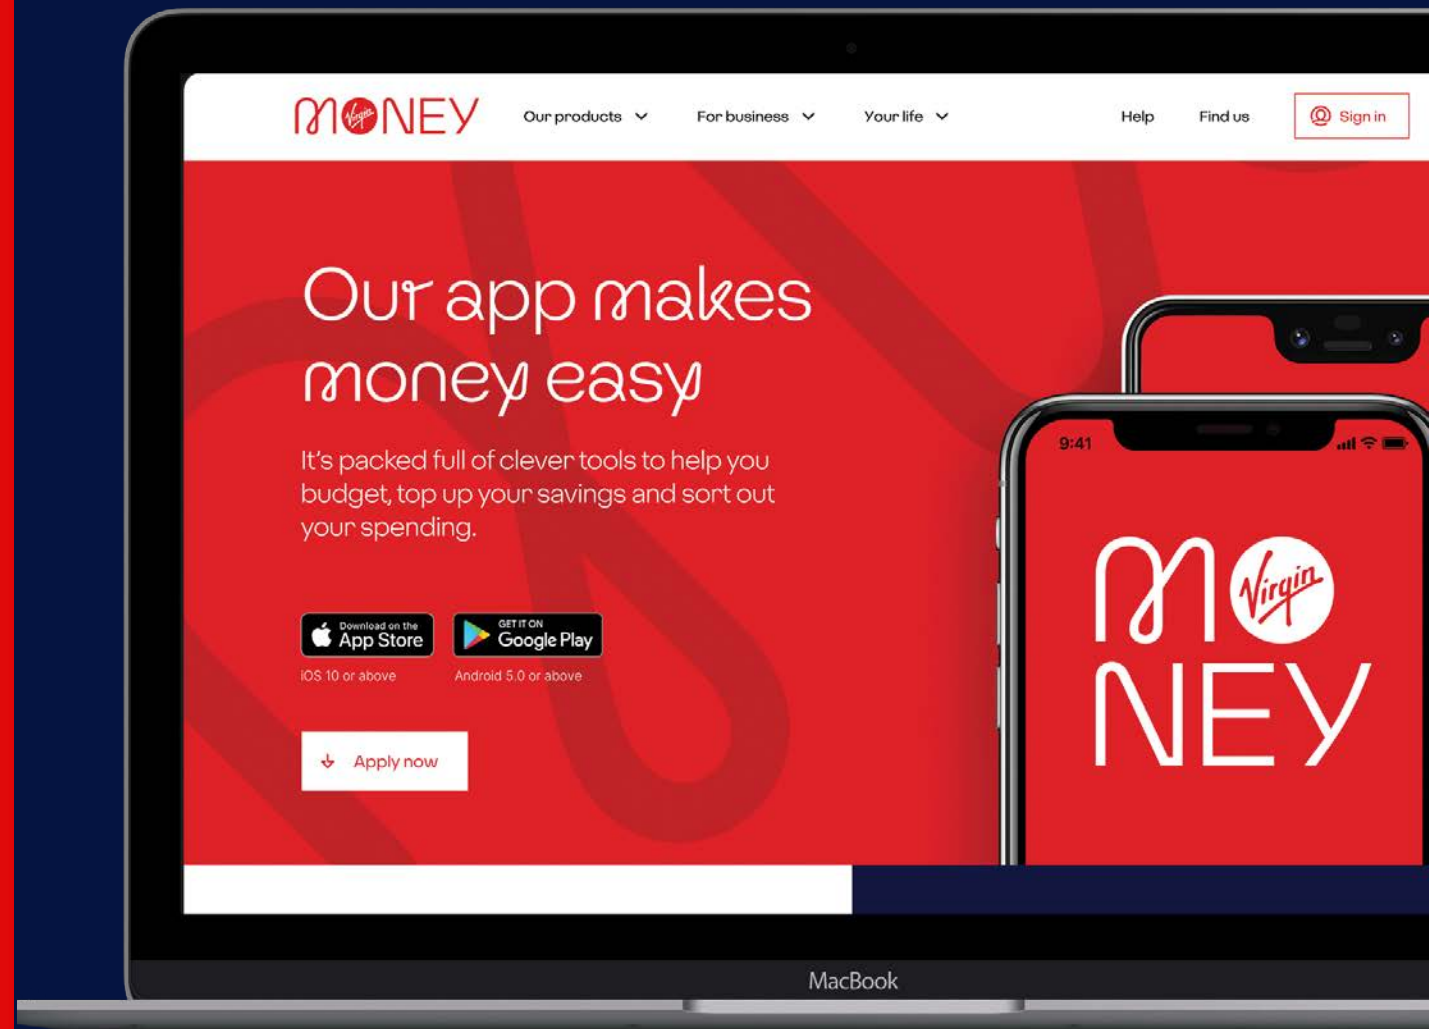 MONEY
Virgin
Our products
For business
Your life
Help
Find us
Sign in
Our app makes
money easy
It's packed full of clever tools to help you
budget, top up your savings and sort out
your spending.
Download on the
App Store
GET IT ON
Google Play
iOS 10 or above
Android 5.0 or above
Apply now
9:41
MO
Virgin
NEY
MacBook